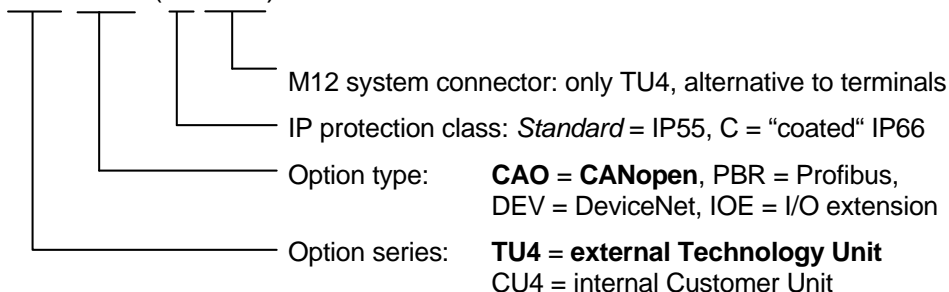 M12 system connector: only TU4, alternative to terminals
IP protection class: Standard = IP55, C = “coated“ IP66
Option type: CAO = CANopen, PBR = Profibus,
DEV = DeviceNet, IOE = I/O extension
Option series: TU4 = external Technology Unit
CU4 = internal Customer Unit